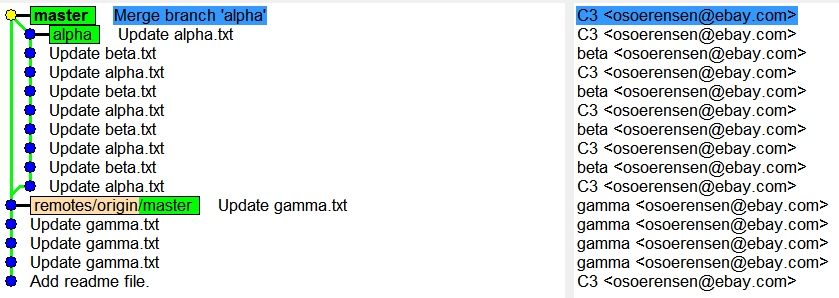 master Merge branch 'alpha' C3 <osoerensen@ebay.com>
alpha Update alpha.txt C3 <osoerensen@ebay.com>
Update beta.txt beta <osoerensen@ebay.com>
Update alpha.txt C3 <osoerensen@ebay.com>
Update beta.txt beta <osoerensen@ebay.com>
Update alpha.txt C3 <osoerensen@ebay.com>
Update beta.txt beta <osoerensen@ebay.com>
Update alpha.txt C3 <osoerensen@ebay.com>
Update beta.txt beta <osoerensen@ebay.com>
Update alpha.txt C3 <osoerensen@ebay.com>
remotes/origin/master Update gamma.txt gamma <osoerensen@ebay.com>
Update gamma.txt gamma <osoerensen@ebay.com>
Update gamma.txt gamma <osoerensen@ebay.com>
Update gamma.txt gamma <osoerensen@ebay.com>
Add readme file. C3 <osoerensen@ebay.com>